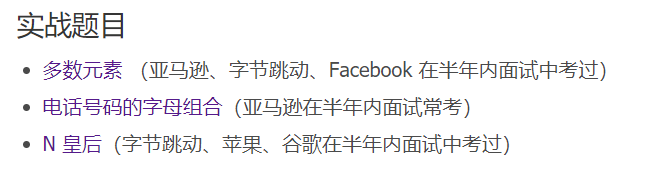 实战题目
多数元素 （亚马逊、字节跳动、Facebook 在半年内面试中考过）
电话号码的字母组合（亚马逊在半年内面试常考）
N 皇后（字节跳动、苹果、谷歌在半年内面试中考过）